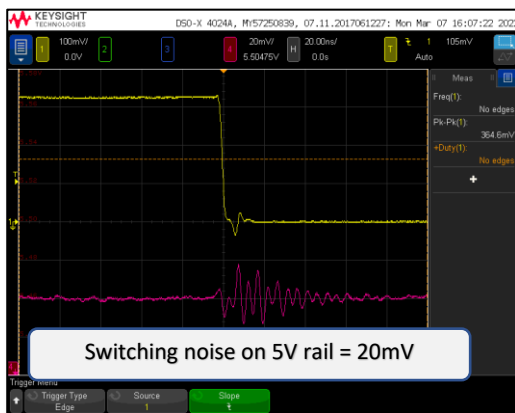 KEYSIGHT
TECHNOLOGIES
DSO-X 4024A, MY57250839, 07.11.2017061227: Mon Mar 07 16:07:22 202
1 100mV/ 2 3 4 20mV/ H 20.00ns/ T 1 105mV
0.0V 5.50475V 0.0s Auto
Meas
Freq(1):
No edges
Pk-Pk(1):
364.6mV
+Duty(1):
No edges
Switching noise on 5V rail = 20mV
Trigger Menu
Trigger Type Source Slope
Edge 1